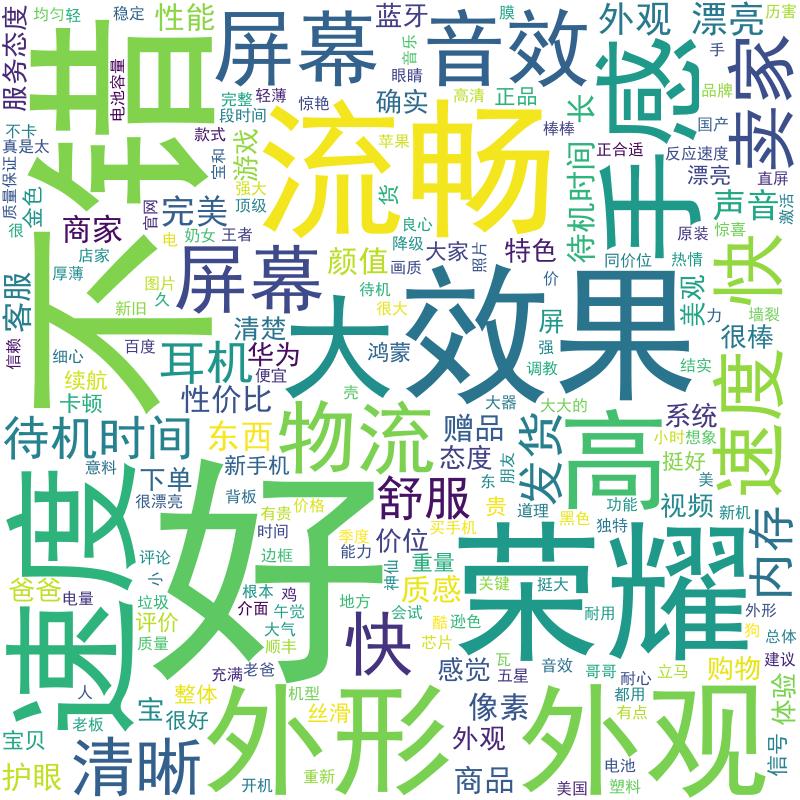 服务态度
均匀轻
稳定
性能
屏幕
蓝牙
膜
音乐
眼睛
音效
外观
漂亮
历害
手
卖家
不错
电池容量
不卡
真是太
质量保证
金色
完整
轻薄
惊艳
段时间
款式
游戏
宝和
强大
顶级
流畅
苹果
货
确实
高清
正品
棒棒
长
手感
品牌
国产
反应速度
正合适
漂亮
直屏
激活
声音
惊喜
待机时间
商家
店家
官网
完美
电
奶女
王者
良心
降级
大家
颜值
画质
照片
特色
同价位
热情
原装
快
客服
厚薄
图片
久
新旧
屏幕
待机
很大
大
效果
价
美观
力
墙裂
很棒
信赖
细心
百度
清楚
耳机
华为
便宜
鸿蒙
屏
强
调教
结实
续航
卡顿
性价比
壳
大器
大大的
速度
待机时间
东西
物流
赠品
态度
朋友
东
发货
高
系统
小时
想象
挺好
美
意料
下单
很漂亮
新手机
背板
有贵
价格
时间
舒服
贵
道理
功能
视频
新机
独特
黑色
内存
速度
好
季度
买手机
价位
能力
边框
神仙
重量
质感
荣耀
关键
挺大
耐用
外形
狗
爸爸
电量
评论
小
垃圾
评价
质量
根本
鸡
介面
午觉
大气
顺丰
地方
快
会试
酷
逊色
芯片
总体
建议
人
老板
宝
很好
整体
充满
老爸
机型
丝滑
感觉
瓦
五星
音效
哥哥
耐心
都用
立马
购物
体验
宝贝
护眼
清晰
外形
像素
外观
商品
外观
有点
信号
开机
重新
美国
电池
塑料